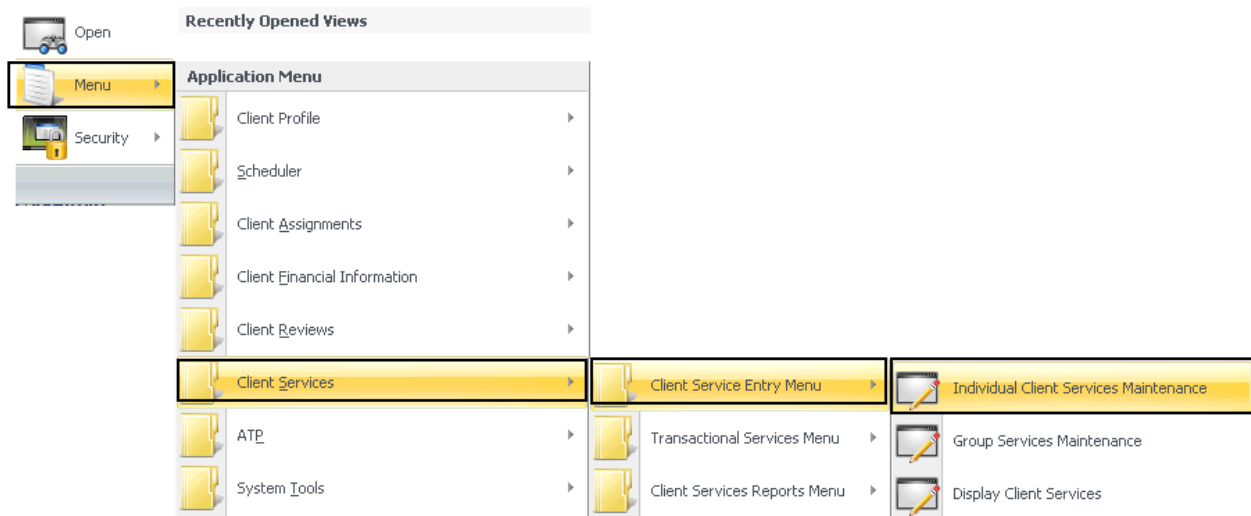 Open
Recently Opened Views
Menu
Application Menu
Security
Client Profile
Scheduler
Client Assignments
Client Financial Information
Client Reviews
Client Services
Client Service Entry Menu
Individual Client Services Maintenance
ATP
Transactional Services Menu
Group Services Maintenance
System Tools
Client Services Reports Menu
Display Client Services